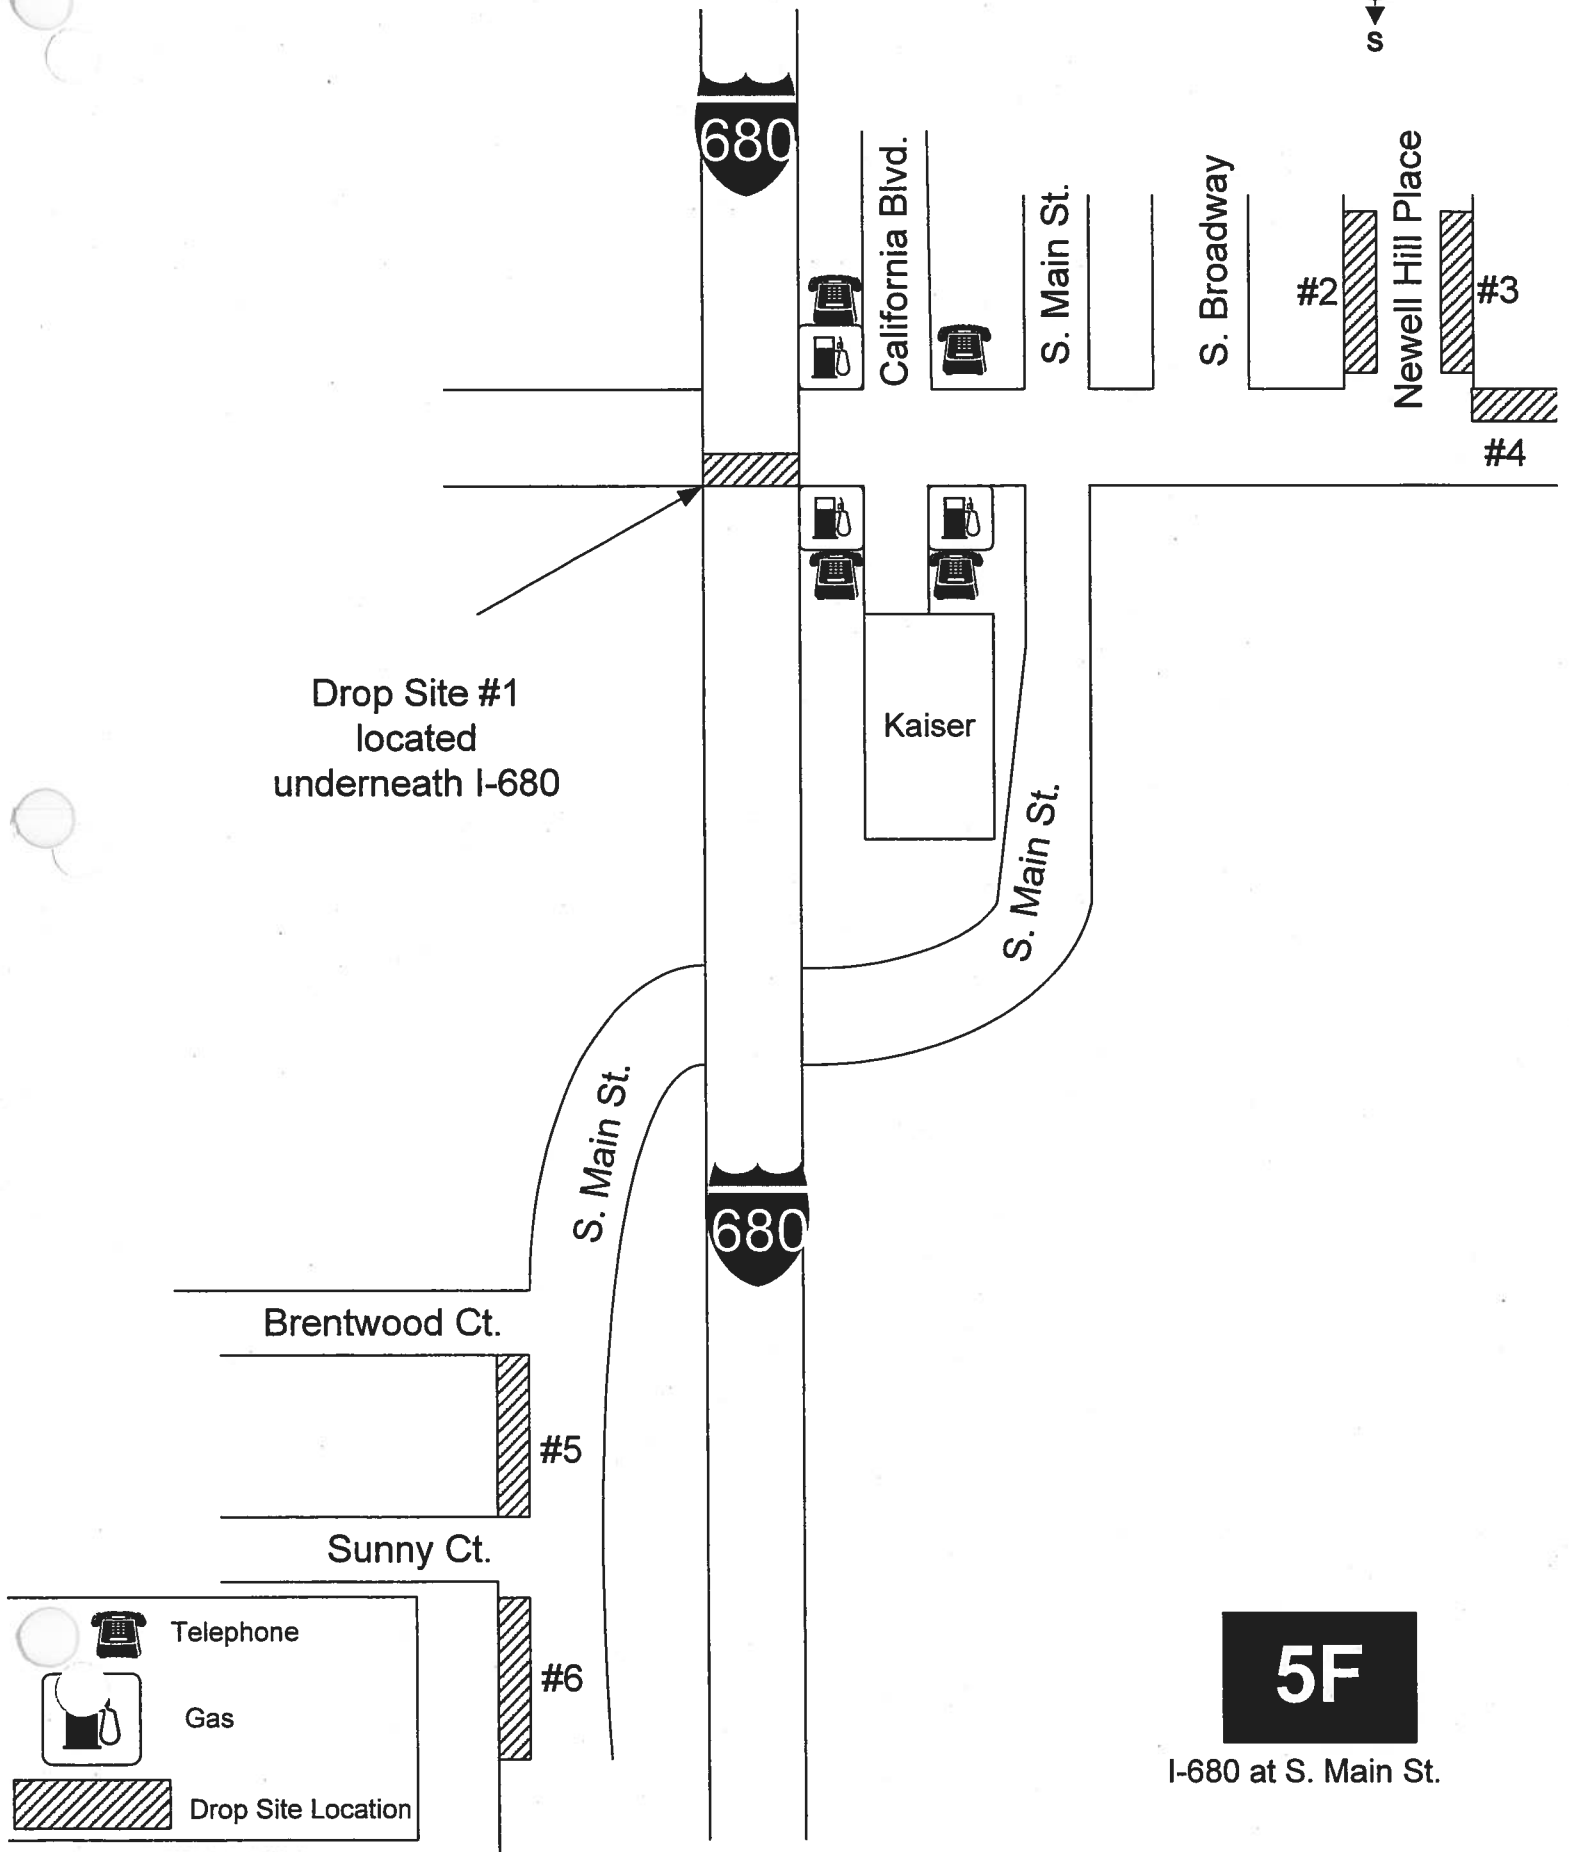 S
680
California Blvd.
S. Main St.
S. Broadway
Newell Hill Place
#2
#3
#4
Drop Site #1
located
underneath I-680
Kaiser
S. Main St.
S. Main St.
680
Brentwood Ct.
#5
Sunny Ct.
#6
Telephone
Gas
Drop Site Location
5F
I-680 at S. Main St.